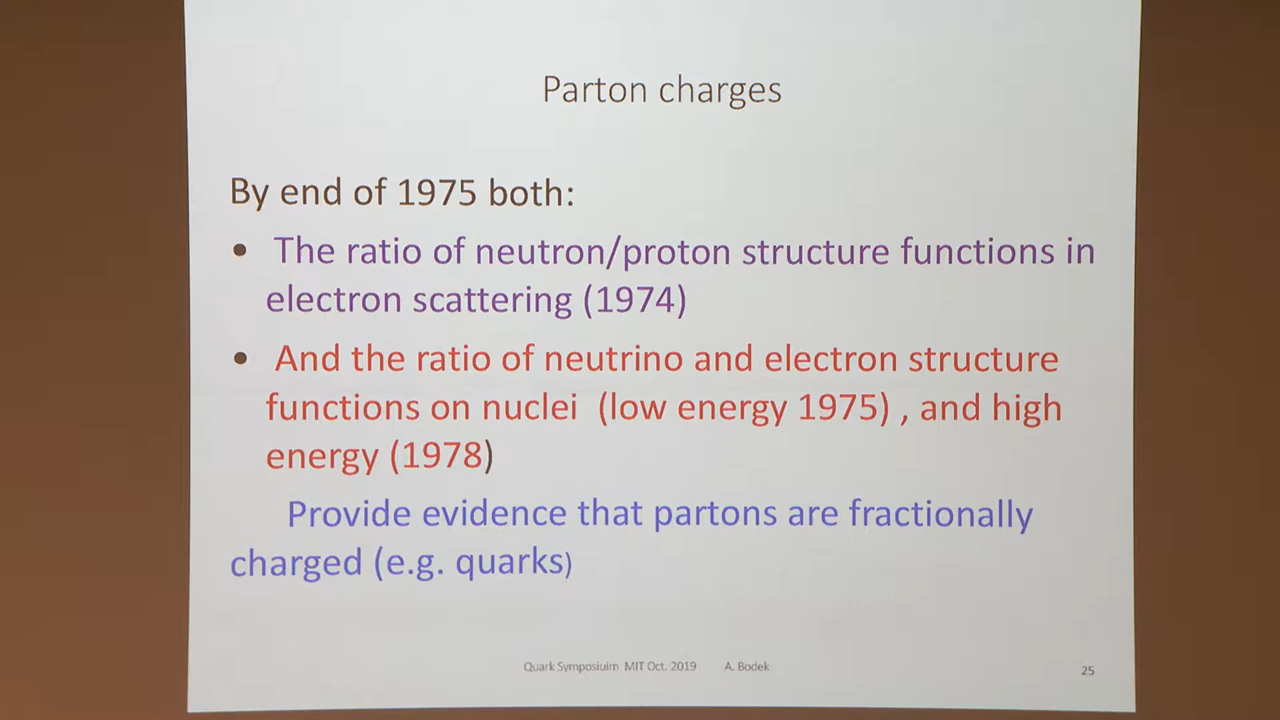 Parton charges
By end of 1975 both:
• The ratio of neutron/proton structure functions in
electron scattering (1974)
• And the ratio of neutrino and electron structure
functions on nuclei (low energy 1975) , and high
energy (1978)
Provide evidence that partons are fractionally
charged (e.g. quarks)
Quark Symposiuim MIT Oct. 2019 A. Bodek
25